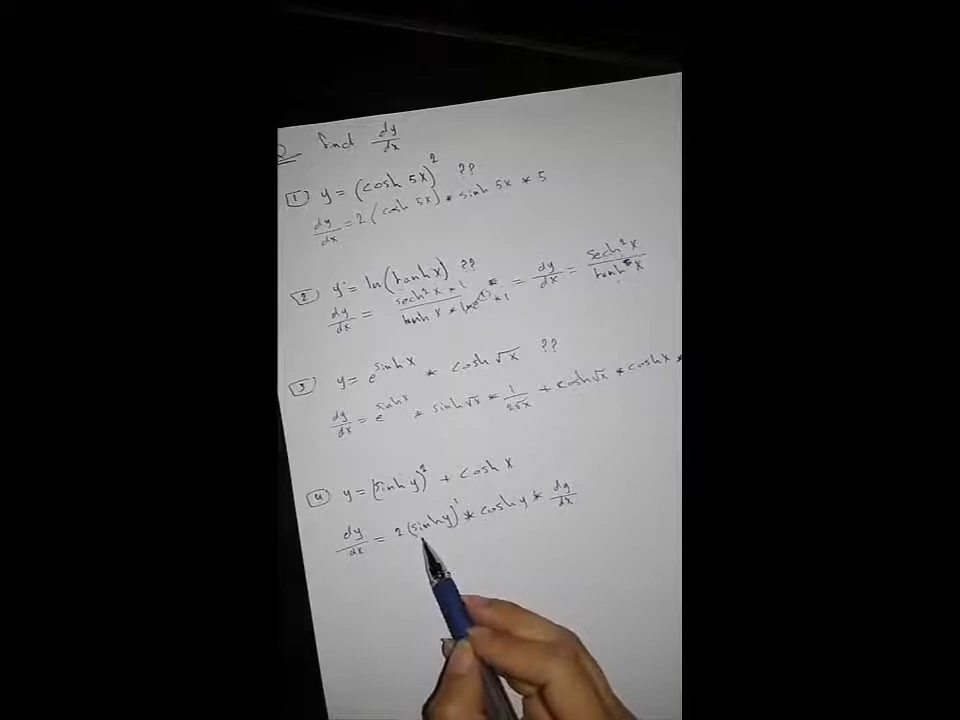 Q find dy/dx
1 y = (cosh 5x)^2 ??
dy/dx = 2 (cosh 5x) * sinh 5x * 5
2 y = ln (tanh x) ??
dy/dx = sech^2 x * 1 / tanh x * * 1 = dy/dx = sech^2 x / tanh x
3 y = e^sinh x * cosh √x ??
dy/dx = e^sinh x * sinh √x * 1/2√x + cosh √x * cosh x *
4 y = (sinh y)^2 + cosh x
dy/dx = 2 (sinh y)^1 * cosh y * dy/dx